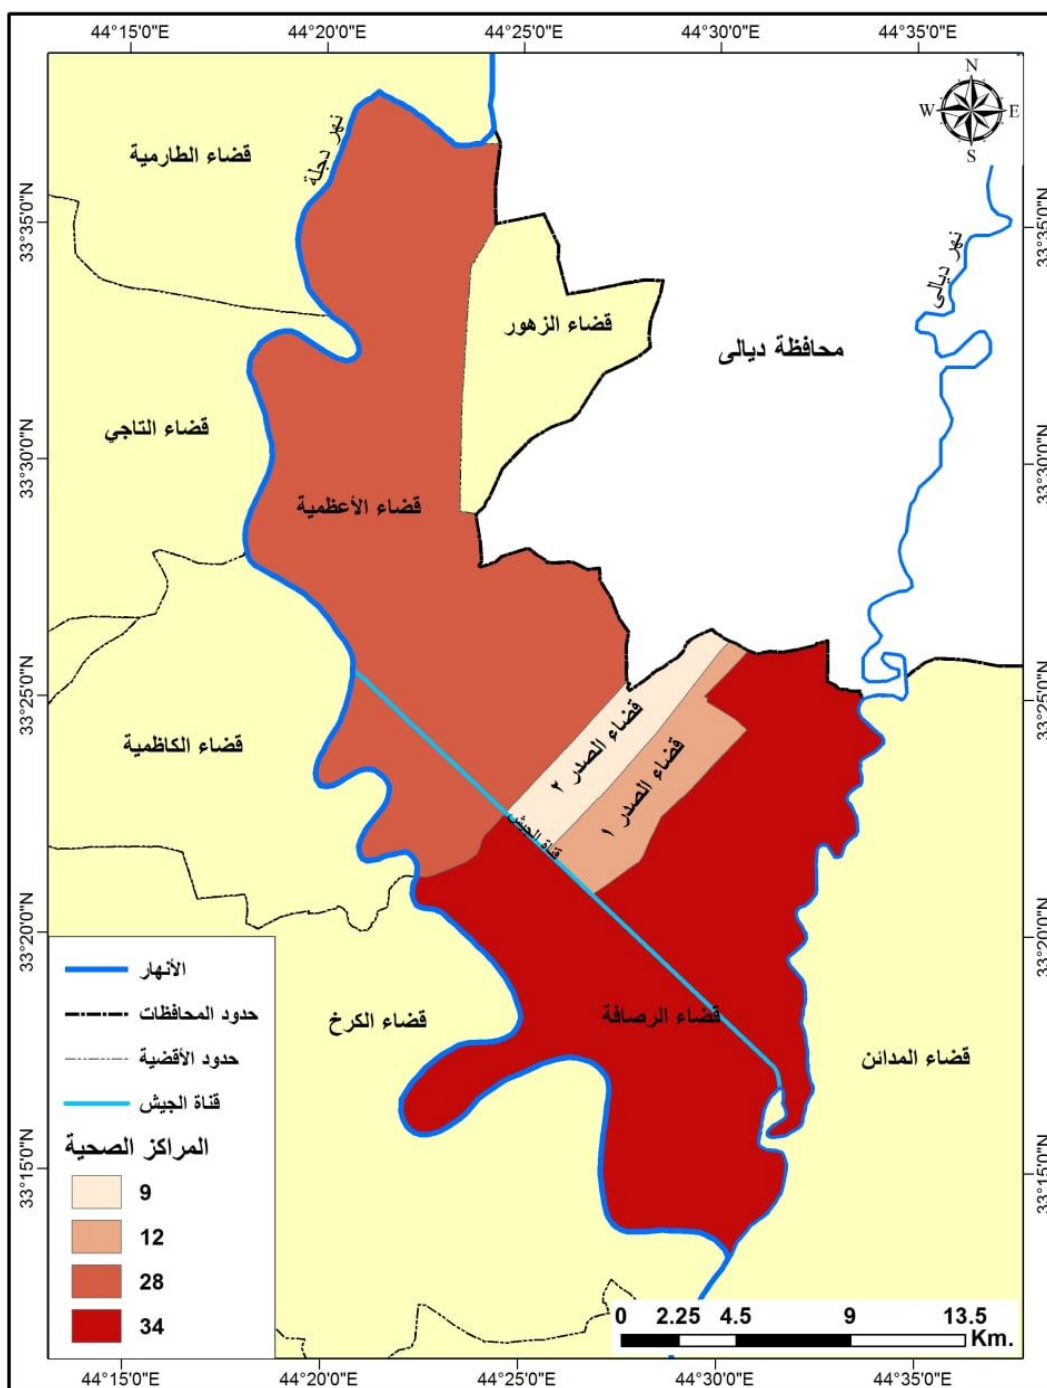 44°15'0"E 44°20'0"E 44°25'0"E 44°30'0"E 44°35'0"E
N
W E
S
قضاء الطارمية
نهر دجلة
33°35'0"N
33°35'0"N
نهر ديالى
قضاء الزهور
محافظة ديالى
قضاء التاجي
33°30'0"N
33°30'0"N
قضاء الأعظمية
33°25'0"N
33°25'0"N
قضاء الكاظمية
قضاء الصدر ٢
قضاء الصدر ١
قناة الجيش
33°20'0"N
33°20'0"N
قضاء الكرخ
قضاء الرصافة
قضاء المدائن
33°15'0"N
33°15'0"N
الأنهار
حدود المحافظات
حدود الأقضية
قناة الجيش
المراكز الصحية
9
12
28
34
0 2.25 4.5 9 13.5
Km.
44°15'0"E 44°20'0"E 44°25'0"E 44°30'0"E 44°35'0"E